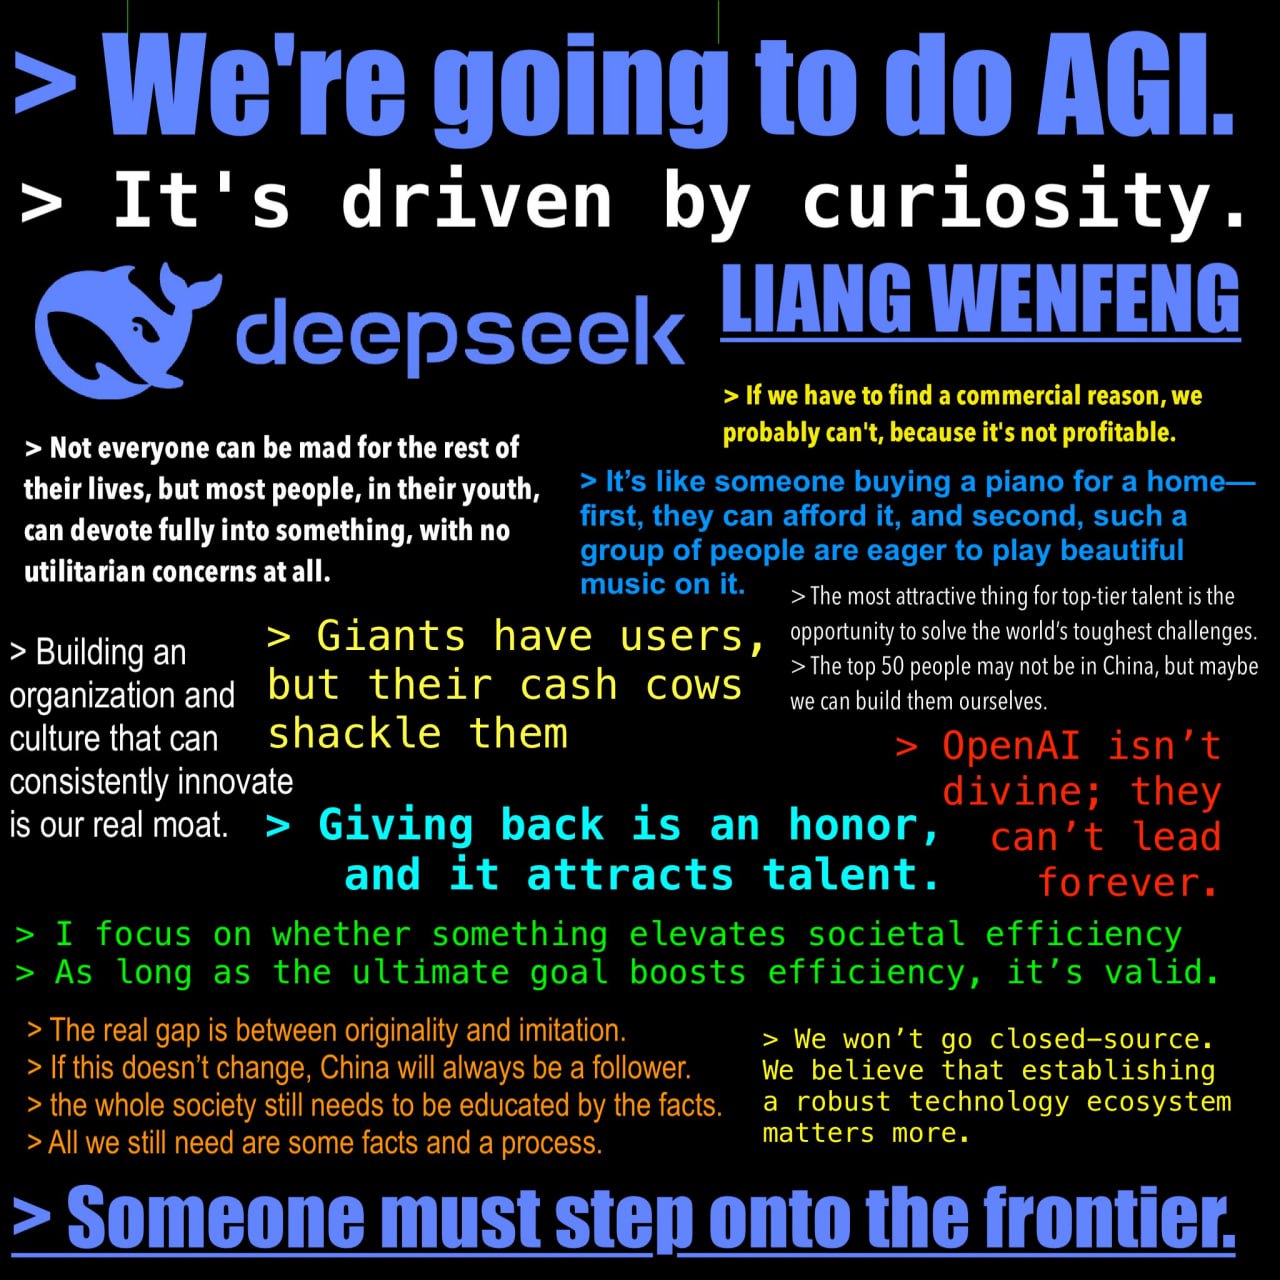 > We're going to do AGI.
> It's driven by curiosity.
deepseek
LIANG WENFENG
> If we have to find a commercial reason, we
probably can't, because it's not profitable.
> Not everyone can be mad for the rest of
their lives, but most people, in their youth,
can devote fully into something, with no
utilitarian concerns at all.
> It’s like someone buying a piano for a home—
first, they can afford it, and second, such a
group of people are eager to play beautiful
music on it.
> The most attractive thing for top-tier talent is the
opportunity to solve the world’s toughest challenges.
> The top 50 people may not be in China, but maybe
we can build them ourselves.
> Building an
organization and
culture that can
consistently innovate
is our real moat.
> Giants have users,
but their cash cows
shackle them
> OpenAI isn’t
divine; they
can’t lead
forever.
> Giving back is an honor,
and it attracts talent.
> I focus on whether something elevates societal efficiency
> As long as the ultimate goal boosts efficiency, it’s valid.
> The real gap is between originality and imitation.
> If this doesn’t change, China will always be a follower.
> the whole society still needs to be educated by the facts.
> All we still need are some facts and a process.
> We won’t go closed-source.
We believe that establishing
a robust technology ecosystem
matters more.
> Someone must step onto the frontier.